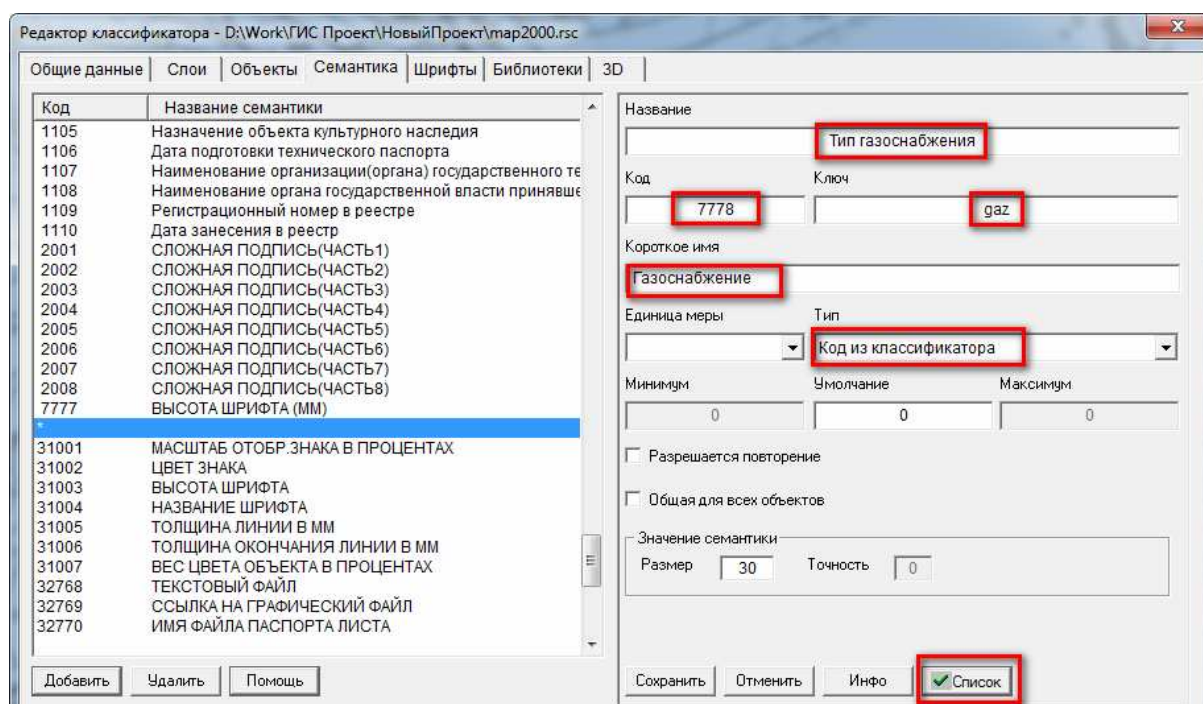 Редактор классификатора - D:\Work\ГИС Проект\НовыйПроект\map2000.rsc
Общие данные Слои Объекты Семантика Шрифты Библиотеки 3D
Код Название семантики
1105 Назначение объекта культурного наследия
1106 Дата подготовки технического паспорта
1107 Наименование организации(органа) государственного те
1108 Наименование органа государственной власти принявше
1109 Регистрационный номер в реестре
1110 Дата занесения в реестр
2001 СЛОЖНАЯ ПОДПИСЬ(ЧАСТЬ1)
2002 СЛОЖНАЯ ПОДПИСЬ(ЧАСТЬ2)
2003 СЛОЖНАЯ ПОДПИСЬ(ЧАСТЬ3)
2004 СЛОЖНАЯ ПОДПИСЬ(ЧАСТЬ4)
2005 СЛОЖНАЯ ПОДПИСЬ(ЧАСТЬ5)
2006 СЛОЖНАЯ ПОДПИСЬ(ЧАСТЬ6)
2007 СЛОЖНАЯ ПОДПИСЬ(ЧАСТЬ7)
2008 СЛОЖНАЯ ПОДПИСЬ(ЧАСТЬ8)
7777 ВЫСОТА ШРИФТА (ММ)
*
31001 МАСШТАБ ОТОБР.ЗНАКА В ПРОЦЕНТАХ
31002 ЦВЕТ ЗНАКА
31003 ВЫСОТА ШРИФТА
31004 НАЗВАНИЕ ШРИФТА
31005 ТОЛЩИНА ЛИНИИ В ММ
31006 ТОЛЩИНА ОКОНЧАНИЯ ЛИНИИ В ММ
31007 ВЕС ЦВЕТА ОБЪЕКТА В ПРОЦЕНТАХ
32768 ТЕКСТОВЫЙ ФАЙЛ
32769 ССЫЛКА НА ГРАФИЧЕСКИЙ ФАЙЛ
32770 ИМЯ ФАЙЛА ПАСПОРТА ЛИСТА
Добавить Удалить Помощь
Название
Тип газоснабжения
Код Ключ
7778 gaz
Короткое имя
Газоснабжение
Единица меры Тип
Код из классификатора
Минимум Умолчание Максимум
0 0 0
Разрешается повторение
Общая для всех объектов
Значение семантики
Размер 30 Точность 0
Сохранить Отменить Инфо Список